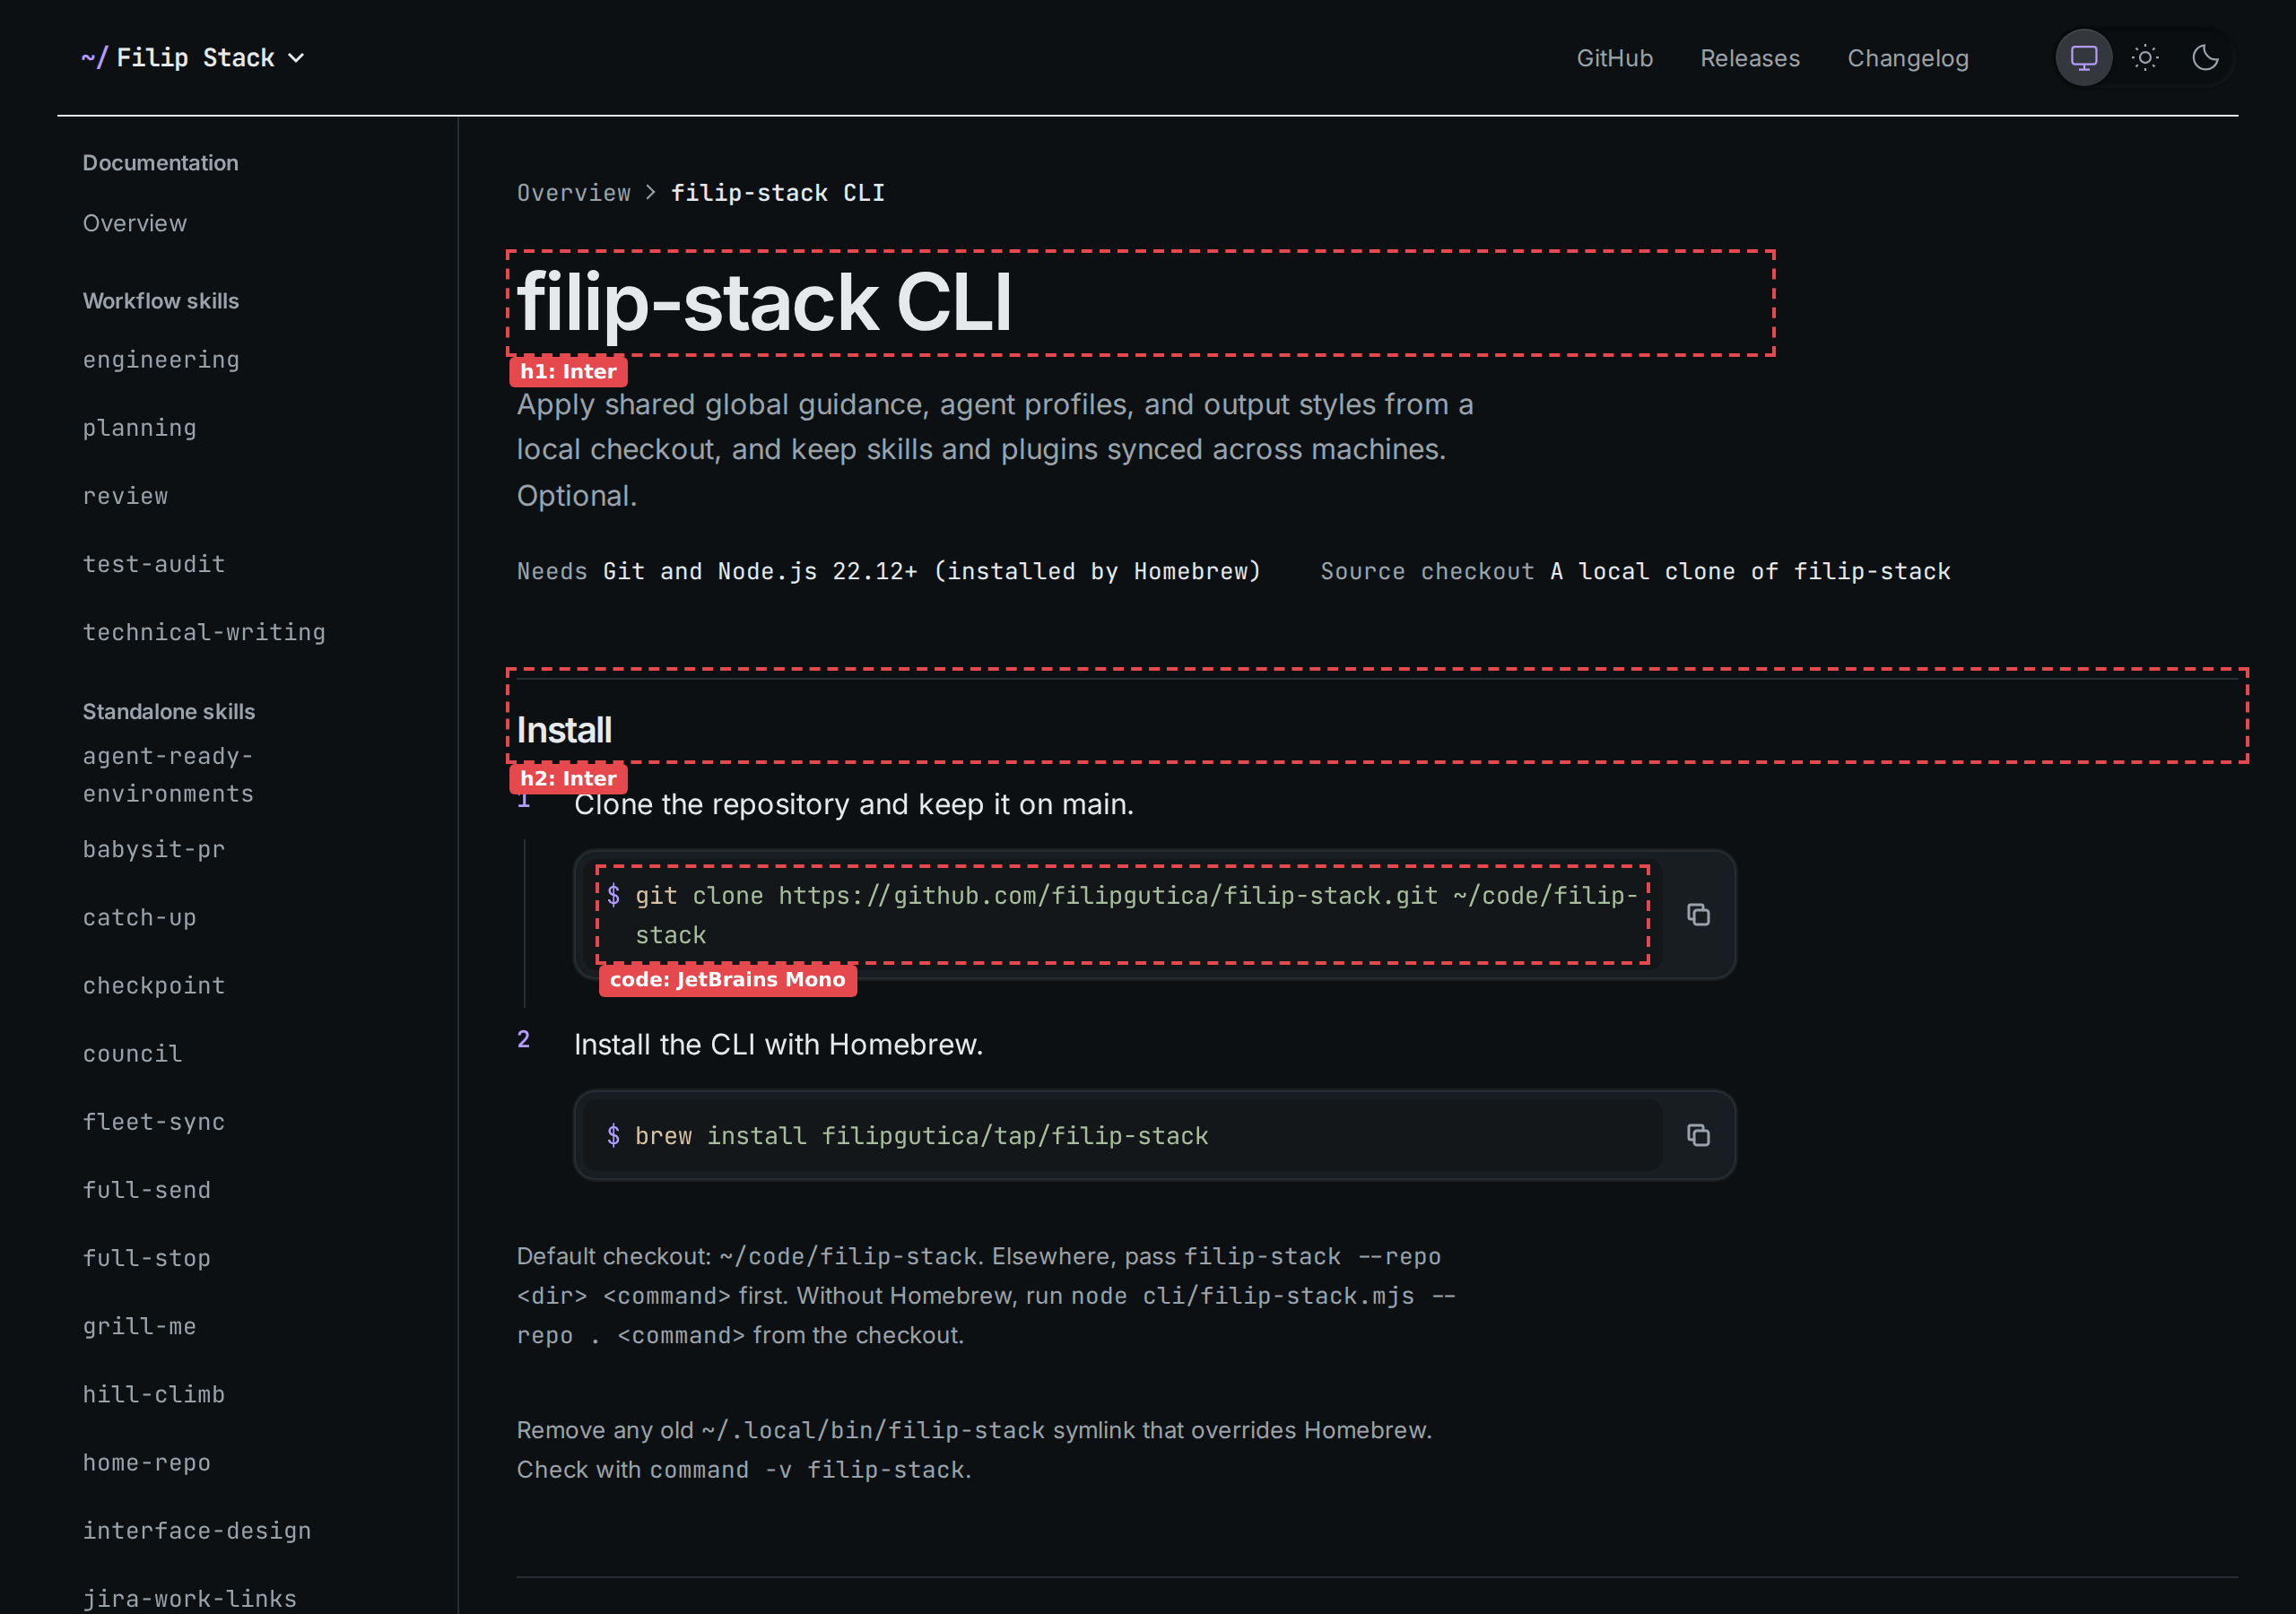 ~/ Filip Stack
GitHub
Releases
Changelog
Documentation
Overview
Workflow skills
engineering
planning
review
test-audit
technical-writing
Standalone skills
agent-ready-
environments
babysit-pr
catch-up
checkpoint
council
fleet-sync
full-send
full-stop
grill-me
hill-climb
home-repo
interface-design
jira-work-links
Overview > filip-stack CLI
filip-stack CLI
h1: Inter
Apply shared global guidance, agent profiles, and output styles from a
local checkout, and keep skills and plugins synced across machines.
Optional.
Needs Git and Node.js 22.12+ (installed by Homebrew)
Source checkout A local clone of filip-stack
Install
h2: Inter
1
Clone the repository and keep it on main.
$ git clone https://github.com/filipgutica/filip-stack.git ~/code/filip-
stack
code: JetBrains Mono
2
Install the CLI with Homebrew.
$ brew install filipgutica/tap/filip-stack
Default checkout: ~/code/filip-stack. Elsewhere, pass filip-stack --repo
<dir> <command> first. Without Homebrew, run node cli/filip-stack.mjs --
repo . <command> from the checkout.
Remove any old ~/.local/bin/filip-stack symlink that overrides Homebrew.
Check with command -v filip-stack.